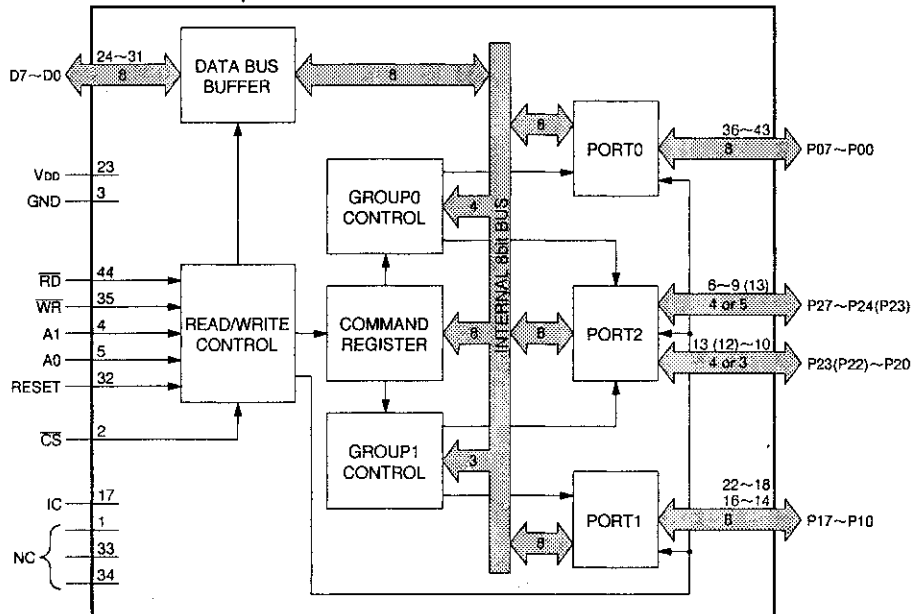 24~31
D7~D0
8
DATA BUS
BUFFER
8
INTERNAL 8bit BUS
8
PORT0
36~43
8
P07~P00
VDD
23
GND
3
GROUP0
CONTROL
4
RD
44
WR
35
A1
4
A0
5
RESET
32
CS
2
READ/WRITE
CONTROL
COMMAND
REGISTER
8
8
PORT2
6~9 (13)
4 or 5
P27~P24(P23)
13 (12)~10
4 or 3
P23(P22)~P20
GROUP1
CONTROL
3
8
PORT1
22~18
16~14
8
P17~P10
IC
17
NC
1
33
34